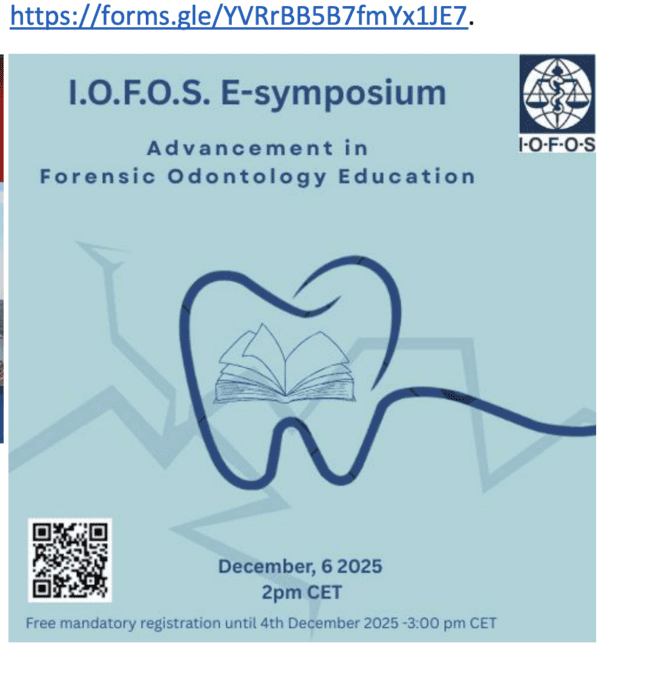 https://forms.gle/YVRrBB5B7fmYx1JE7.
I.O.F.O.S. E-symposium
I-O-F-O-S
Advancement in
Forensic Odontology Education
December, 6 2025
2pm CET
Free mandatory registration until 4th December 2025 -3:00 pm CET